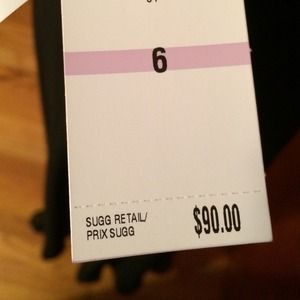 6
SUGG RETAIL/ $90.00
PRIX SUGG